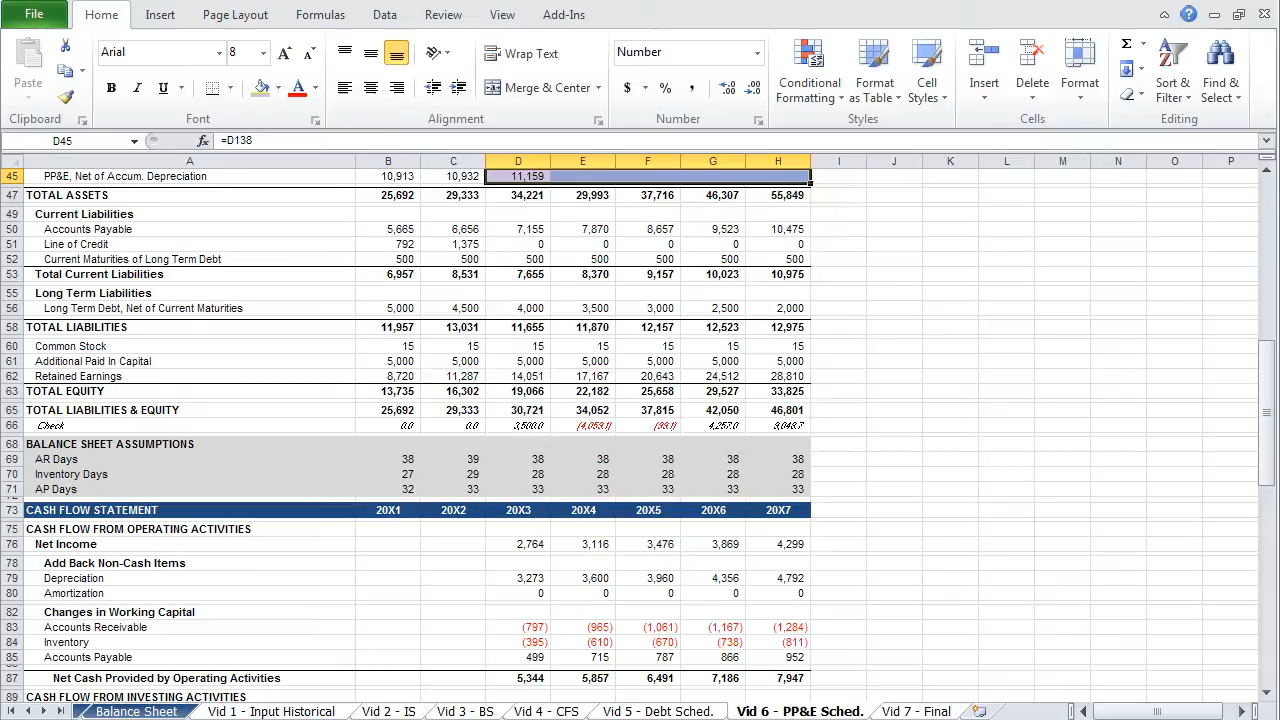 File Home Insert Page Layout Formulas Data Review View Add-Ins
Paste Clipboard
Arial 8 Font
Wrap Text Merge & Center Alignment
Number $ % , Number
Conditional Formatting Format as Table Cell Styles Styles
Insert Delete Format Cells
Sort & Filter Find & Select Editing
D45 fx =D138
A B C D E F G H I J K L M N O P
45 PP&E, Net of Accum. Depreciation 10,913 10,932 11,159
47 TOTAL ASSETS 25,692 29,333 34,221 29,993 37,716 46,307 55,849
49 Current Liabilities
50 Accounts Payable 5,665 6,656 7,155 7,870 8,657 9,523 10,475
51 Line of Credit 792 1,375 0 0 0 0 0
52 Current Maturities of Long Term Debt 500 500 500 500 500 500 500
53 Total Current Liabilities 6,957 8,531 7,655 8,370 9,157 10,023 10,975
55 Long Term Liabilities
56 Long Term Debt, Net of Current Maturities 5,000 4,500 4,000 3,500 3,000 2,500 2,000
58 TOTAL LIABILITIES 11,957 13,031 11,655 11,870 12,157 12,523 12,975
60 Common Stock 15 15 15 15 15 15 15
61 Additional Paid In Capital 5,000 5,000 5,000 5,000 5,000 5,000 5,000
62 Retained Earnings 8,720 11,287 14,051 17,167 20,643 24,512 28,810
63 TOTAL EQUITY 13,735 16,302 19,066 22,182 25,658 29,527 33,825
65 TOTAL LIABILITIES & EQUITY 25,692 29,333 30,721 34,052 37,815 42,050 46,801
66 Check 0.0 0.0 3,500.0
68 BALANCE SHEET ASSUMPTIONS
69 AR Days 38 39 38 38 38 38 38
70 Inventory Days 27 29 28 28 28 28 28
71 AP Days 32 33 33 33 33 33 33
73 CASH FLOW STATEMENT 20X1 20X2 20X3 20X4 20X5 20X6 20X7
75 CASH FLOW FROM OPERATING ACTIVITIES
76 Net Income 2,764 3,116 3,476 3,869 4,299
78 Add Back Non-Cash Items
79 Depreciation 3,273 3,600 3,960 4,356 4,792
80 Amortization 0 0 0 0 0
82 Changes in Working Capital
83 Accounts Receivable (797) (965) (1,061) (1,167) (1,284)
84 Inventory (395) (610) (670) (738) (811)
85 Accounts Payable 499 715 787 866 952
87 Net Cash Provided by Operating Activities 5,344 5,857 6,491 7,186 7,947
89 CASH FLOW FROM INVESTING ACTIVITIES
Balance Sheet Vid 1 - Input Historical Vid 2 - IS Vid 3 - BS Vid 4 - CFS Vid 5 - Debt Sched. Vid 6 - PP&E Sched. Vid 7 - Final